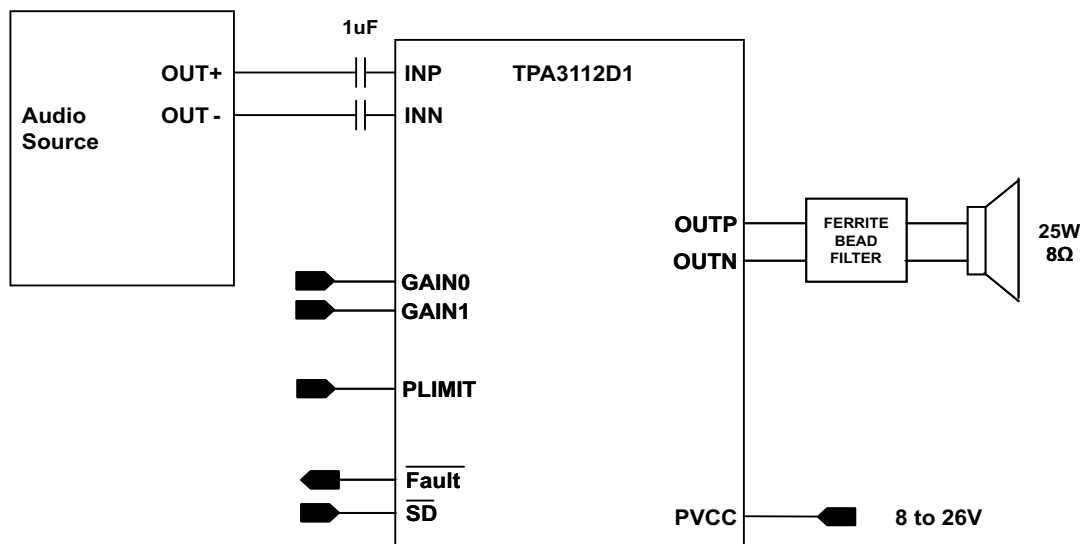 1uF
OUT+
INP
TPA3112D1
OUT -
INN
Audio
Source
OUTP
OUTN
FERRITE
BEAD
FILTER
25W
8Ω
GAIN0
GAIN1
PLIMIT
Fault
SD
PVCC
8 to 26V